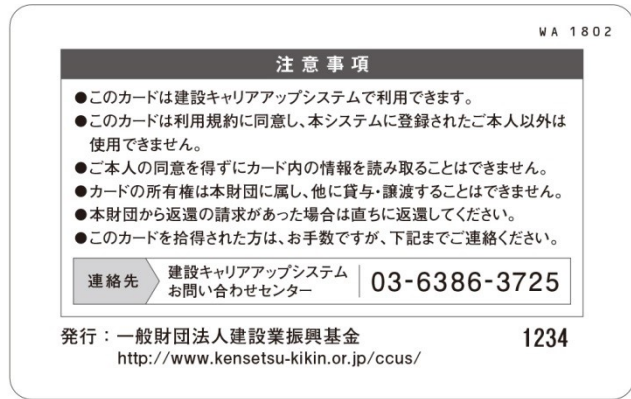 WA 1802
注意事項
●このカードは建設キャリアアップシステムで利用できます。
●このカードは利用規約に同意し、本システムに登録されたご本人以外は
使用できません。
●ご本人の同意を得ずにカード内の情報を読み取ることはできません。
●カードの所有権は本財団に属し、他に貸与・譲渡することはできません。
●本財団から返還の請求があった場合は直ちに返還してください。
●このカードを拾得された方は、お手数ですが、下記までご連絡ください。
連絡先 建設キャリアアップシステム
お問い合わせセンター 03-6386-3725
発行：一般財団法人建設業振興基金 1234
http://www.kensetsu-kikin.or.jp/ccus/